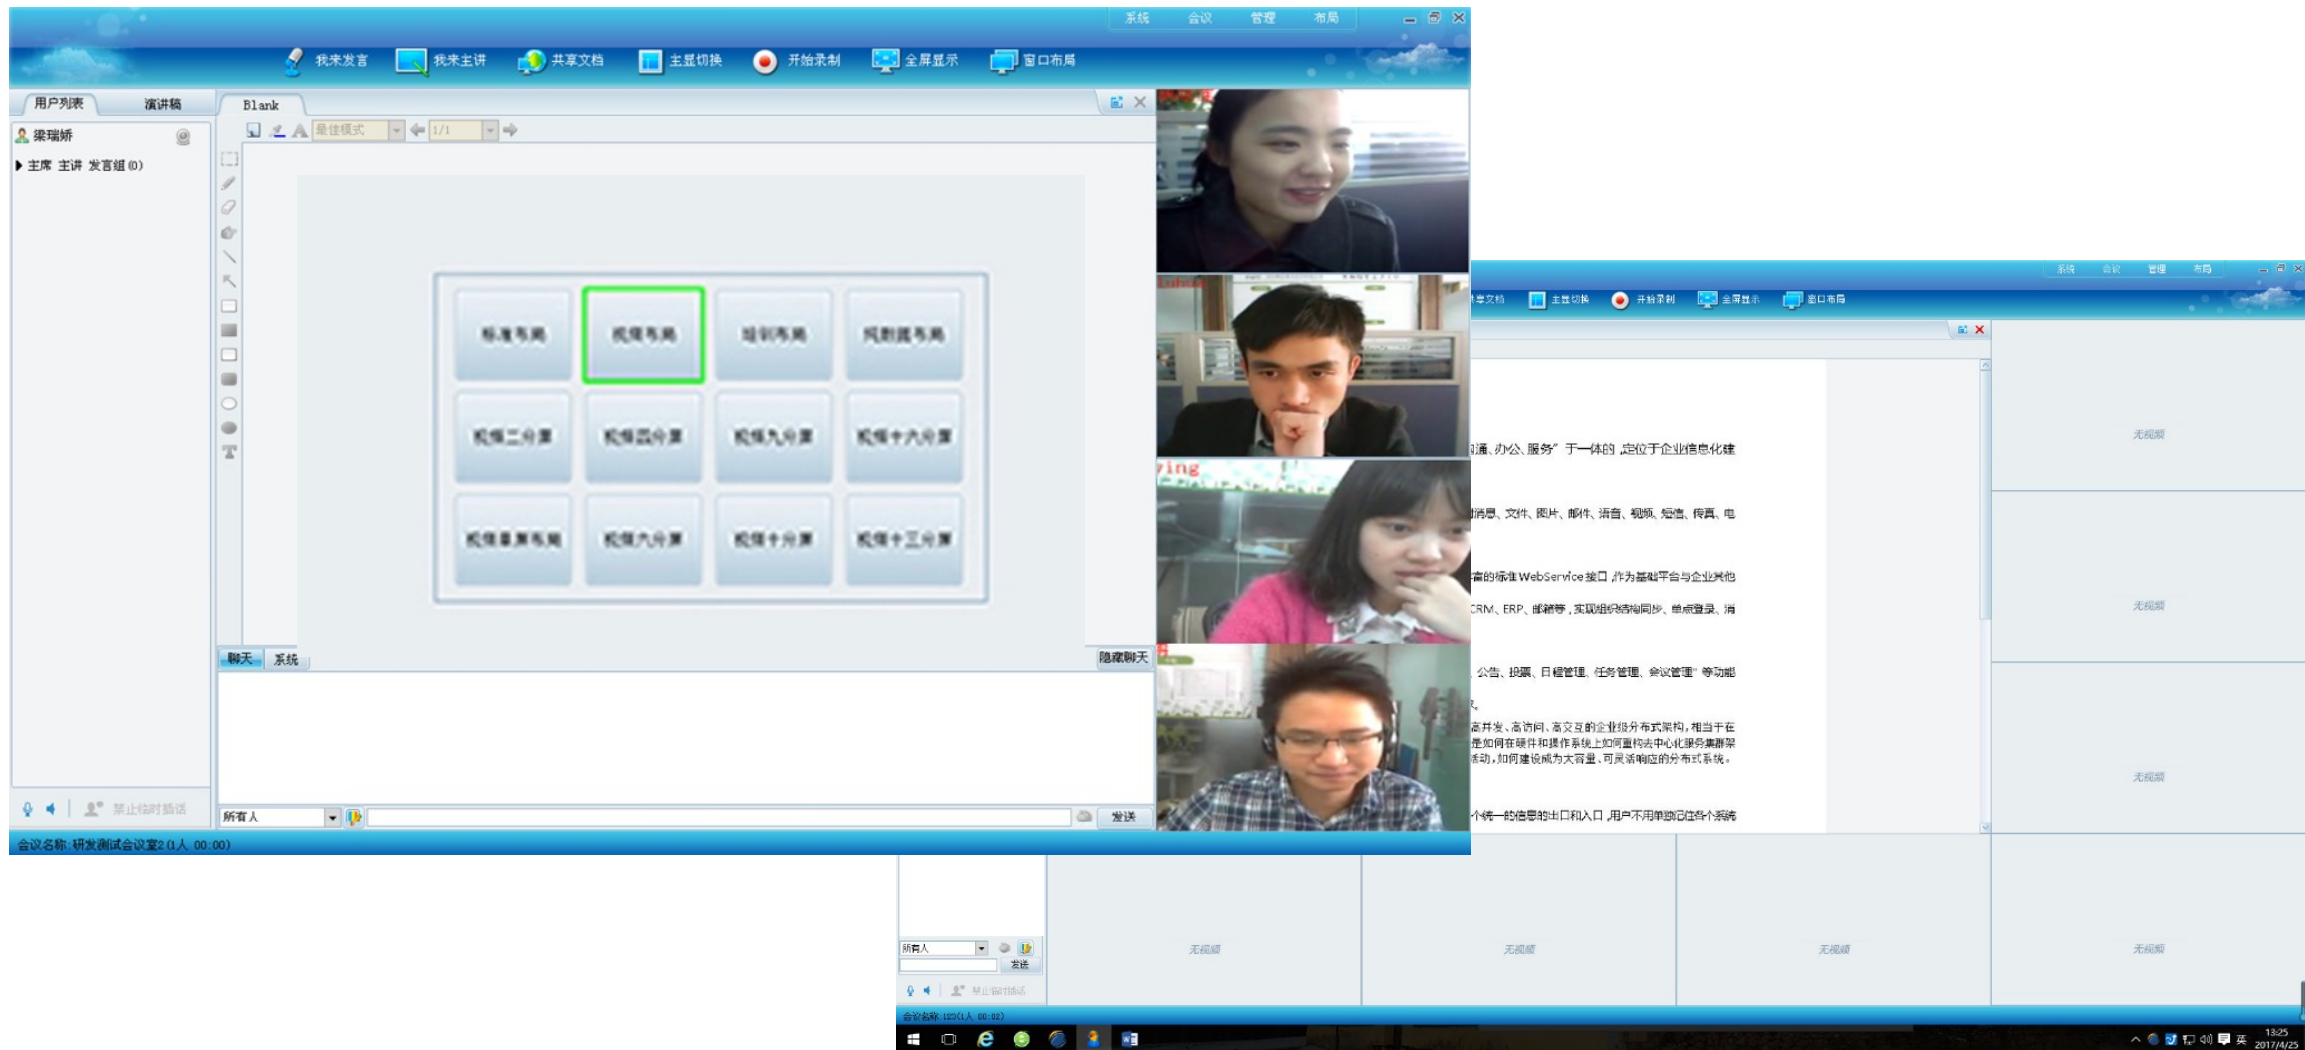 系统 会议 管理 布局
我来发言 我来主讲 共享文档 主显切换 开始录制 全屏显示 窗口布局
用户列表 演讲稿 Blank
最佳模式 1/1
梁瑞娇
主席 主讲 发言组(0)
标准布局 视频布局 培训布局 纯数据布局
视频二分屏 视频四分屏 视频九分屏 视频十六分屏
视频六分屏 视频十分屏 视频十三分屏
ying
聊天 系统 隐藏聊天
禁止临时插话
所有人 发送
会议名称:研发测试会议室2(1人 00:00)
系统 会议 管理 布局
享文档 主显切换 开始录制 全屏显示 窗口布局
通、办公、服务”于一体的,定位于企业信息化建
消息、文件、图片、邮件、语音、视频、短信、传真、电
富的标准WebService接口,作为基础平台与企业其他
CRM、ERP、邮箱等,实现组织结构同步、单点登录、消
公告、投票、日程管理、任务管理、会议管理”等功能
高并发、高访问、高交互的企业级分布式架构,相当于在
是如何在硬件和操作系统上如何重构去中心化服务集群架
活动,如何建设成为大容量、可灵活响应的分布式系统。
个统一的信息的出口和入口,用户不用单独记住各个系统
无视频
无视频
无视频
无视频 无视频 无视频 无视频
所有人
发送
禁止临时插话
会议名称:123(1人 00:02)
英 13:25
2017/4/25